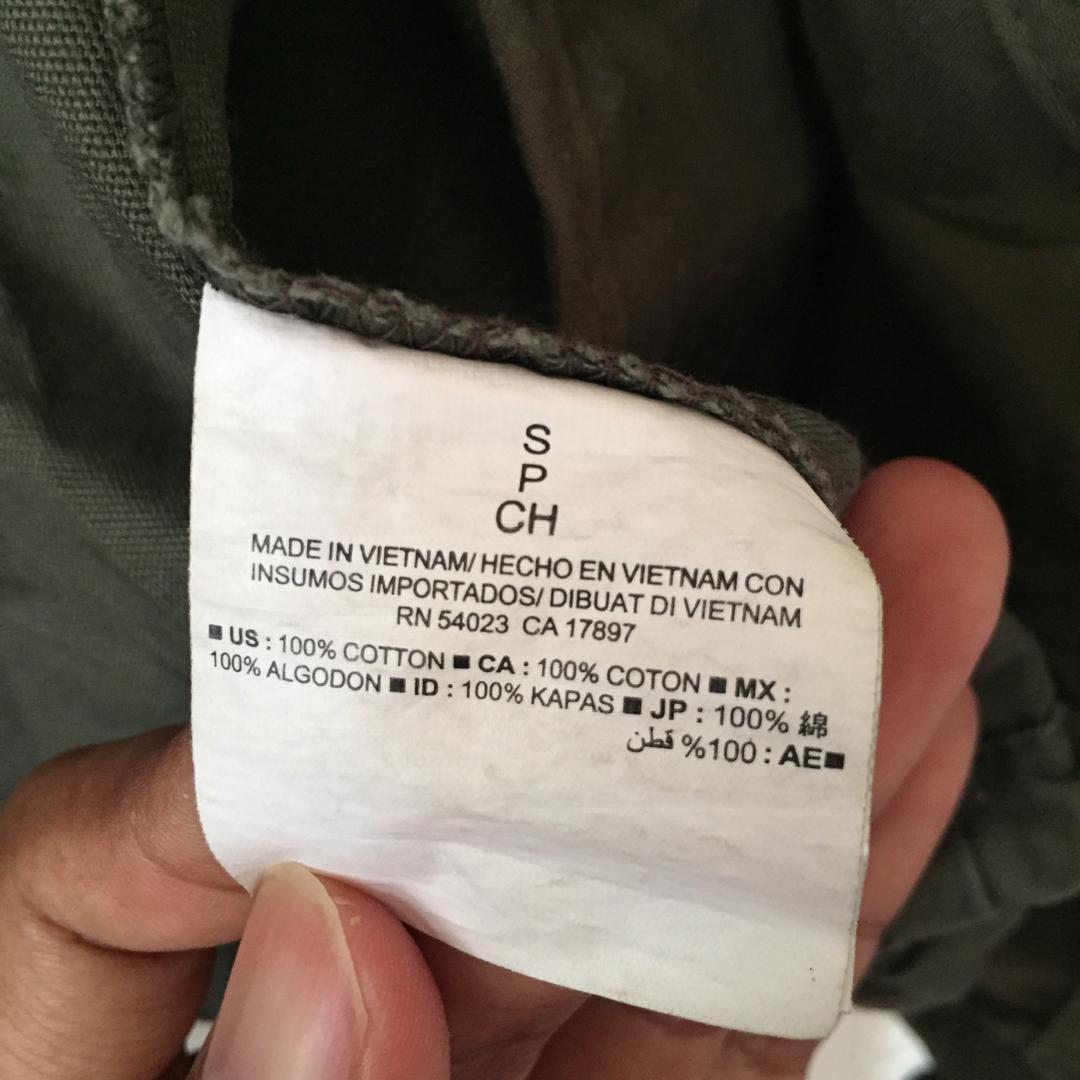 S
P
CH
MADE IN VIETNAM/ HECHO EN VIETNAM CON
INSUMOS IMPORTADOS/ DIBUAT DI VIETNAM
RN 54023 CA 17897
■ US : 100% COTTON ■ CA : 100% COTON ■ MX :
100% ALGODON ■ ID : 100% KAPAS ■ JP : 100% 綿
■AE : 100% قطن